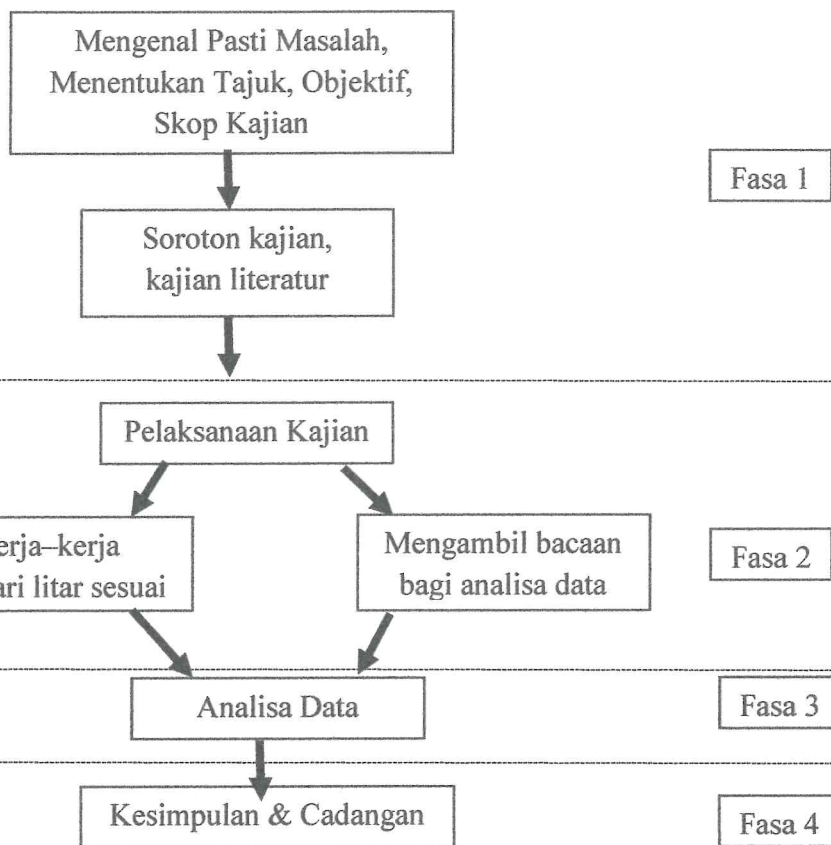 Mengenal Pasti Masalah,
Menentukan Tajuk, Objektif,
Skop Kajian
Fasa 1
Soroton kajian,
kajian literatur
Pelaksanaan Kajian
erja–kerja
ari litar sesuai
Mengambil bacaan
bagi analisa data
Fasa 2
Analisa Data
Fasa 3
Kesimpulan & Cadangan
Fasa 4